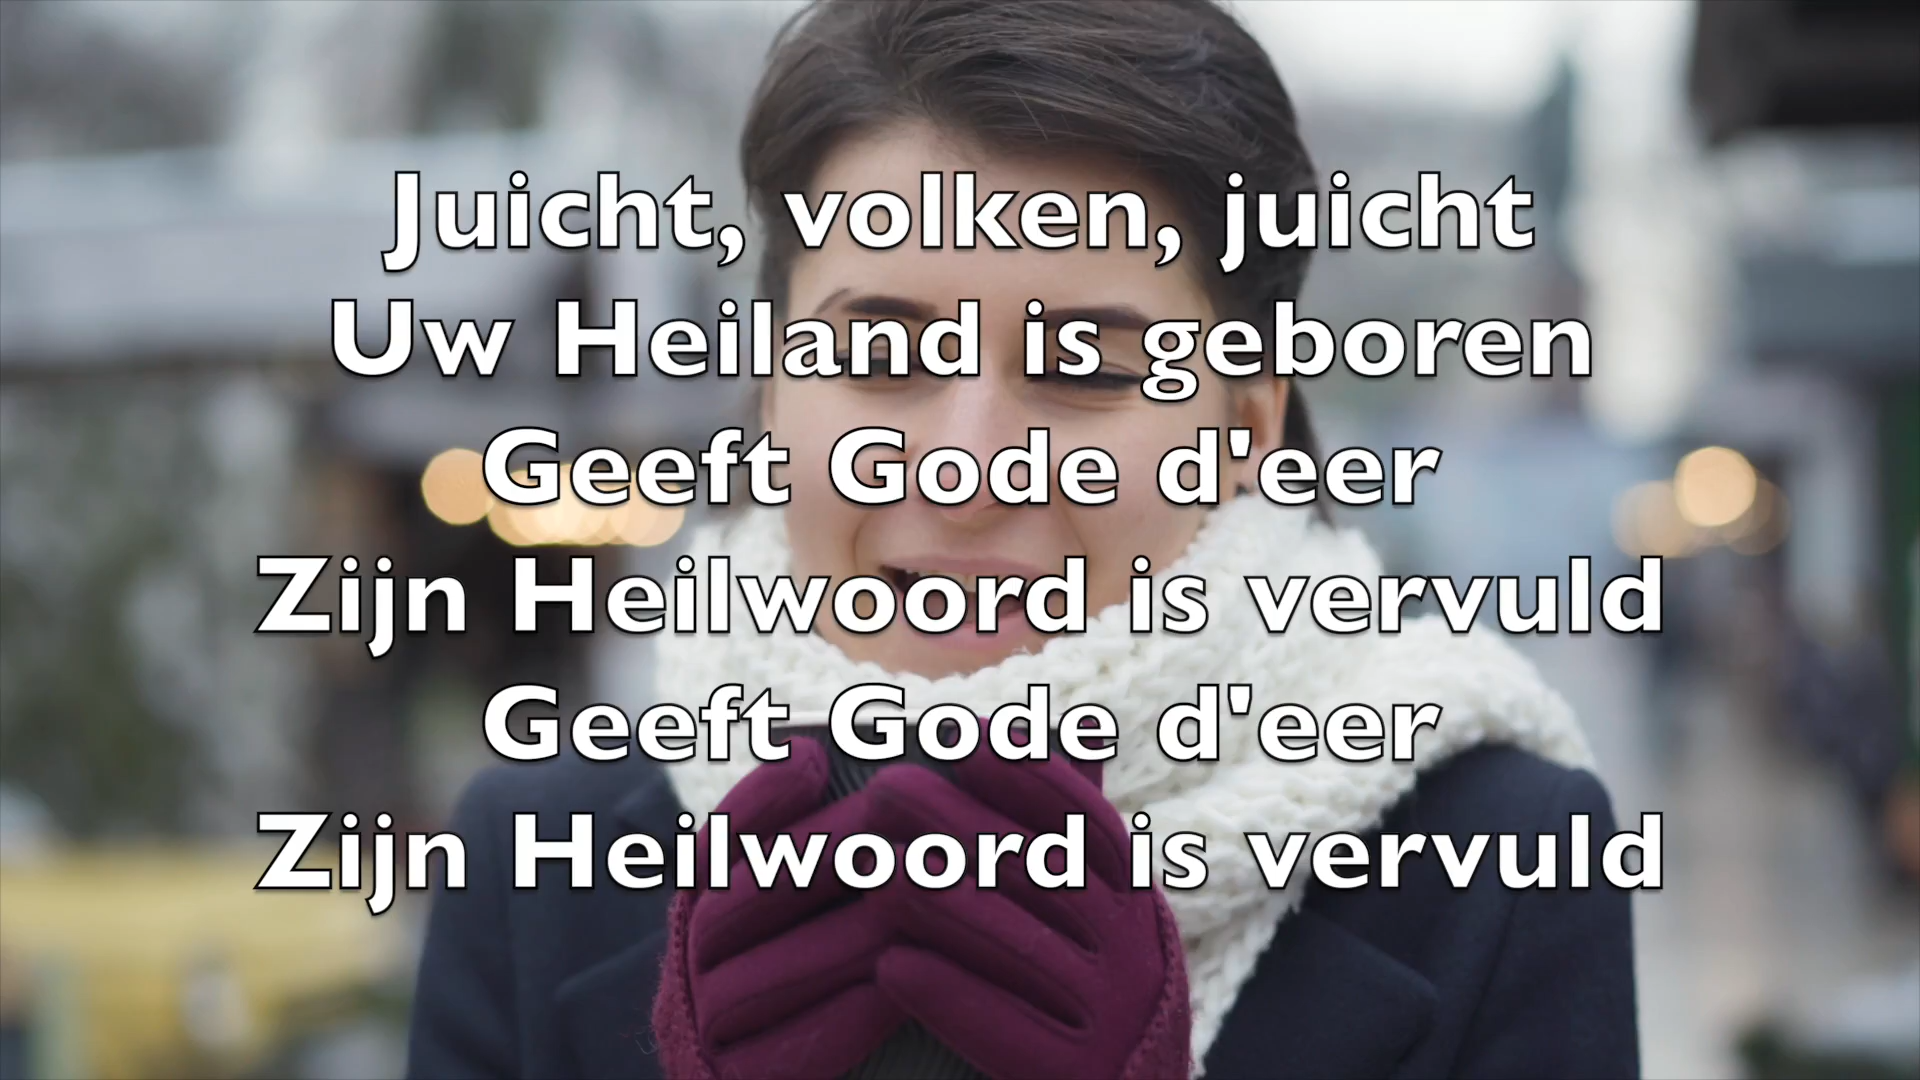 Juicht, volken, juicht
Uw Heiland is geboren
Geeft Gode d'eer
Zijn Heilwoord is vervuld
Geeft Gode d'eer
Zijn Heilwoord is vervuld